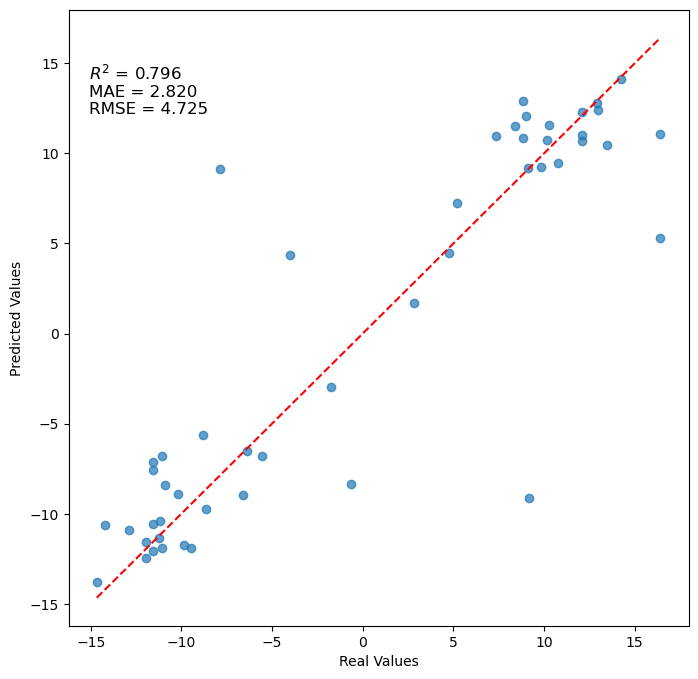 R² = 0.796
MAE = 2.820
RMSE = 4.725
15
10
5
0
−5
−10
−15
Predicted Values
−15 −10 −5 0 5 10 15
Real Values